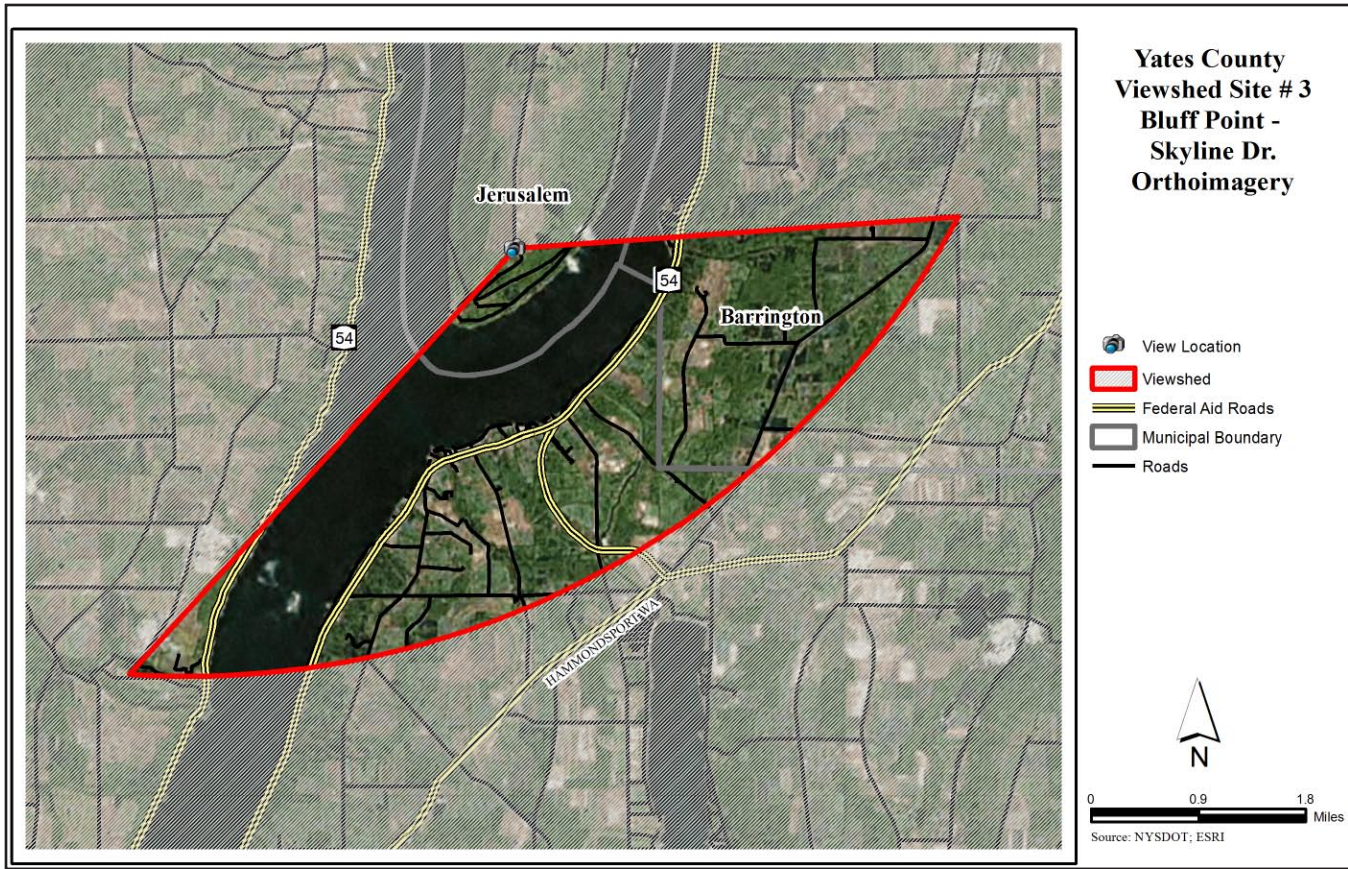 Yates County
Viewshed Site # 3
Bluff Point -
Skyline Dr.
Orthoimagery
Jerusalem
54
54
Barrington
HAMMONDSPORT-WA
View Location
Viewshed
Federal Aid Roads
Municipal Boundary
Roads
N
0 0.9 1.8
Miles
Source: NYSDOT; ESRI